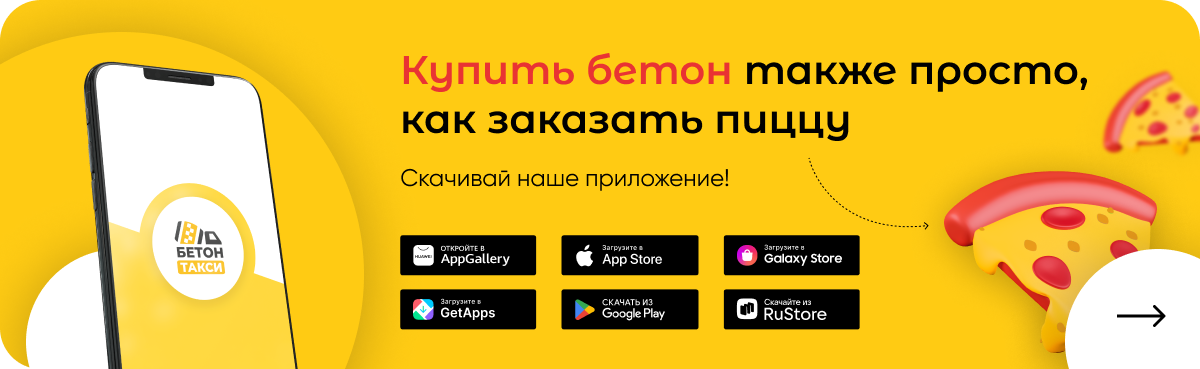 Купить бетон также просто,
как заказать пиццу
Скачивай наше приложение!
БЕТОН
ТАКСИ
HUAWEI
ОТКРОЙТЕ В
AppGallery
Загрузите в
App Store
Загрузите в
Galaxy Store
Загрузите в
GetApps
СКАЧАТЬ ИЗ
Google Play
Скачайте из
RuStore